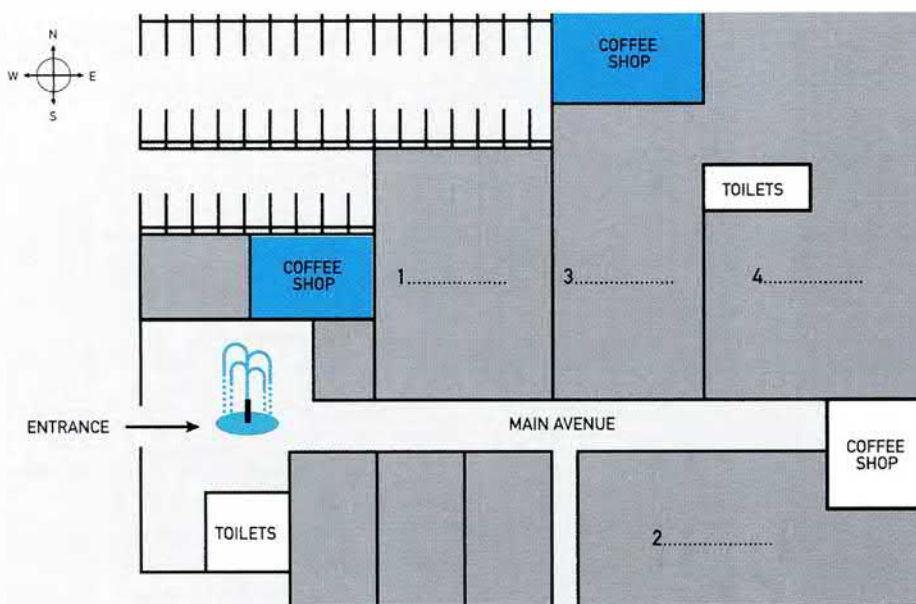 N
W E
S
COFFEE
SHOP
TOILETS
COFFEE
SHOP
1....................
3....................
4......................
ENTRANCE
MAIN AVENUE
COFFEE
SHOP
TOILETS
2........................